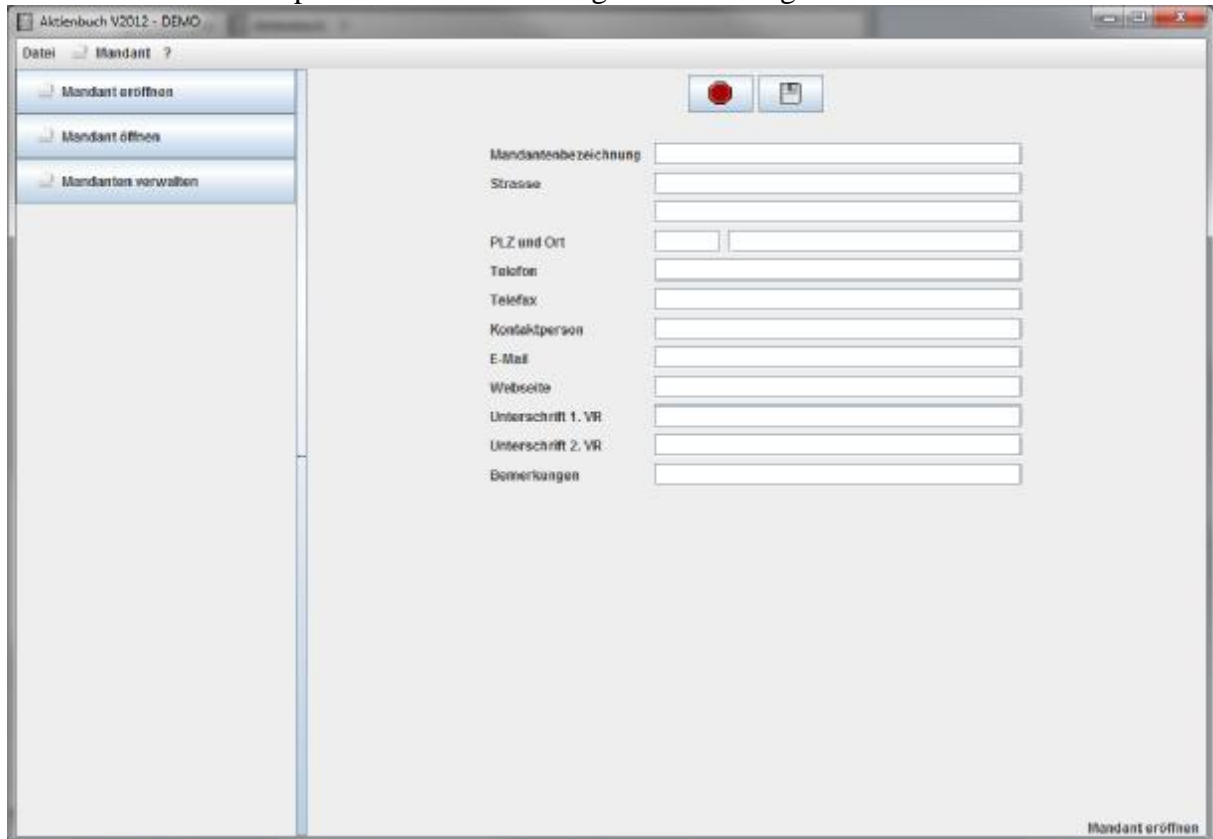 Aktienbuch V2012 - DEMO
Datei Mandant ?
Mandant eröffnen
Mandant öffnen
Mandanten verwalten
Mandantenbezeichnung
Strasse
PLZ und Ort
Telefon
Telefax
Kontaktperson
E-Mail
Webseite
Unterschrift 1. VR
Unterschrift 2. VR
Bemerkungen
Mandant eröffnen